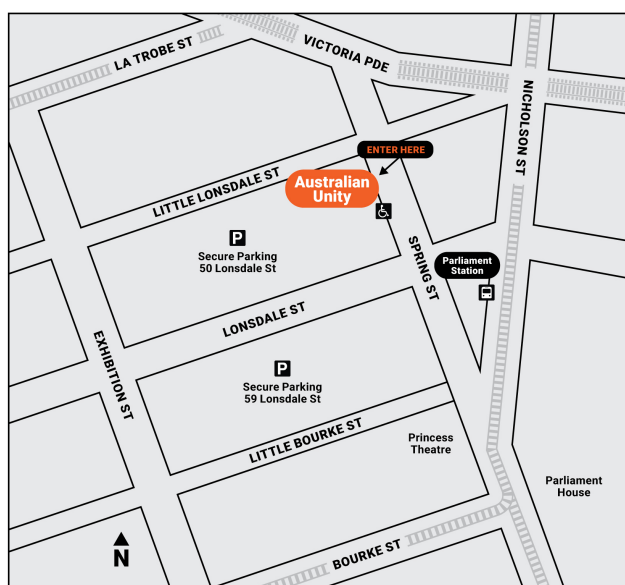 LA TROBE ST
VICTORIA PDE
NICHOLSON ST
ENTER HERE
LITTLE LONSDALE ST
Australian
Unity
P
Secure Parking
50 Lonsdale St
SPRING ST
Parliament
Station
LONSDALE ST
EXHIBITION ST
P
Secure Parking
59 Lonsdale St
LITTLE BOURKE ST
Princess
Theatre
Parliament
House
N
BOURKE ST